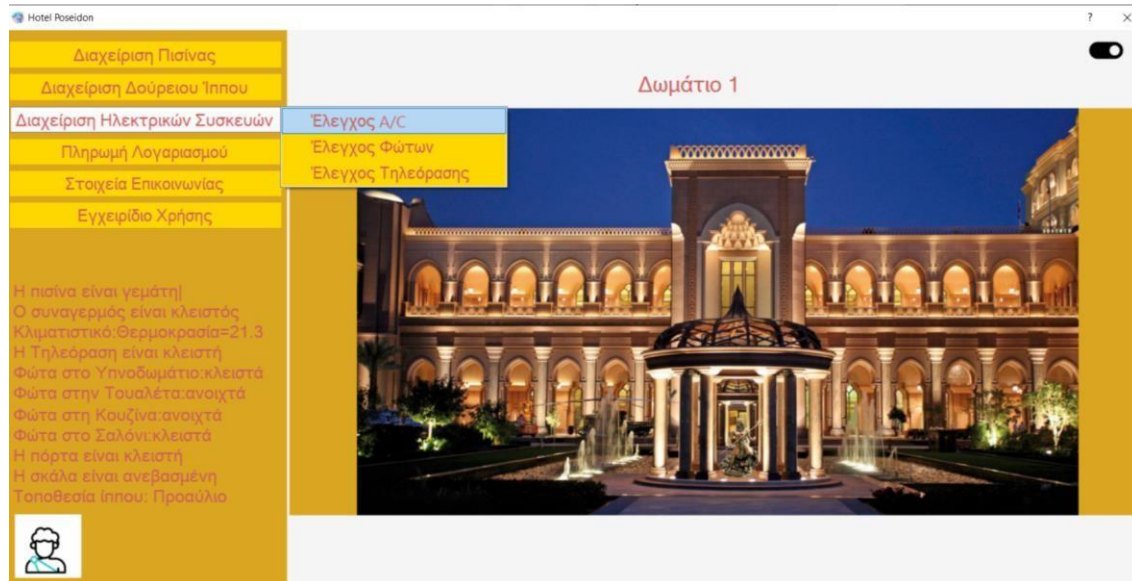 Hotel Poseidon
?
Διαχείριση Πισίνας
Διαχείριση Δούρειου Ίππου
Διαχείριση Ηλεκτρικών Συσκευών
Πληρωμή Λογαριασμού
Στοιχεία Επικοινωνίας
Εγχειρίδιο Χρήσης
Έλεγχος A/C
Έλεγχος Φώτων
Έλεγχος Τηλεόρασης
Δωμάτιο 1
Η πισίνα είναι γεμάτη|
Ο συναγερμός είναι κλειστός
Κλιματιστικό:Θερμοκρασία=21.3
Η Τηλεόραση είναι κλειστή
Φώτα στο Υπνοδωμάτιο:κλειστά
Φώτα στην Τουαλέτα:ανοιχτά
Φώτα στη Κουζίνα:ανοιχτά
Φώτα στο Σαλόνι:κλειστά
Η πόρτα είναι κλειστή
Η σκάλα είναι ανεβασμένη
Τοποθεσία ίππου: Προαύλιο